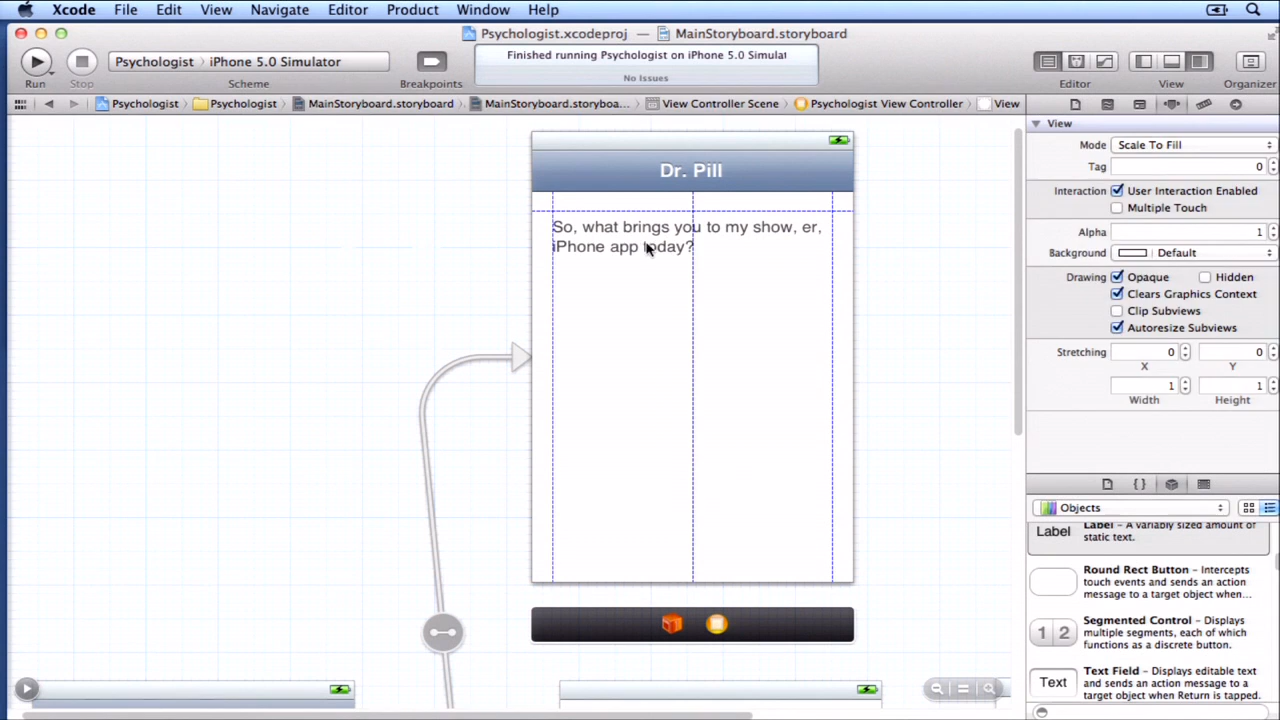 Xcode File Edit View Navigate Editor Product Window Help
Psychologist.xcodeproj — MainStoryboard.storyboard
Psychologist iPhone 5.0 Simulator
Finished running Psychologist on iPhone 5.0 Simulat
No Issues
Run Stop Scheme Breakpoints Editor View Organizer
Psychologist Psychologist MainStoryboard.storyboard MainStoryboard.storyboa... View Controller Scene Psychologist View Controller View
Dr. Pill
So, what brings you to my show, er,
iPhone app today?
View
Mode Scale To Fill
Tag 0
Interaction User Interaction Enabled
Multiple Touch
Alpha 1
Background Default
Drawing Opaque Hidden
Clears Graphics Context
Clip Subviews
Autoresize Subviews
Stretching 0 0
X Y
1 1
Width Height
{ }
Objects
Label Label – A variably sized amount of
static text.
Round Rect Button – Intercepts
touch events and sends an action
message to a target object when...
1 2 Segmented Control – Displays
multiple segments, each of which
functions as a discrete button.
Text Text Field – Displays editable text
and sends an action message to a
target object when Return is tapped.